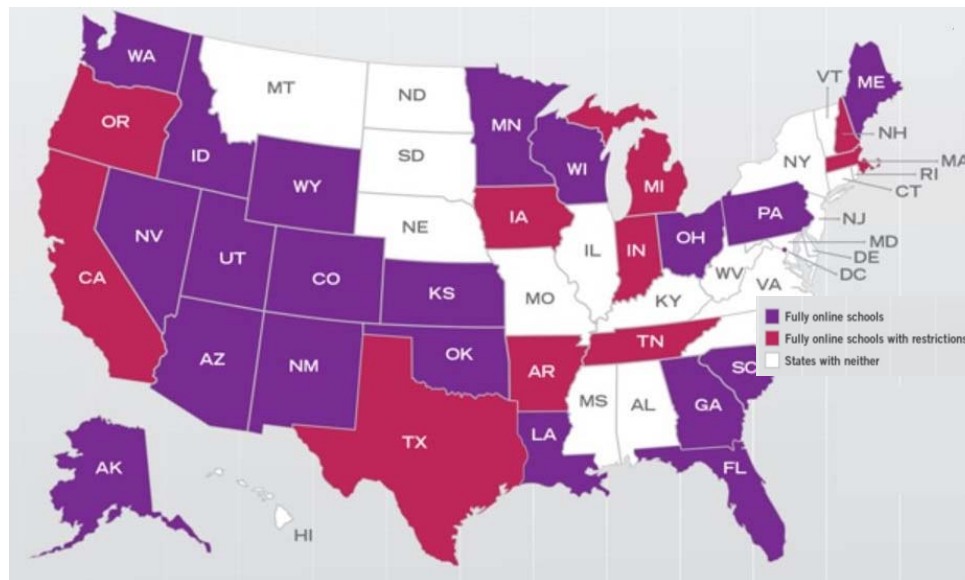 WA
MT
ND
MN
VT
ME
OR
ID
SD
WI
NY
NH
MA
WY
MI
RI
CT
IA
NE
PA
NJ
NV
UT
IL
IN
OH
MD
DE
DC
CA
CO
KS
MO
WV
VA
KY
Fully online schools
Fully online schools with restrictions
States with neither
AZ
NM
OK
AR
TN
SC
TX
MS
AL
GA
LA
FL
AK
HI